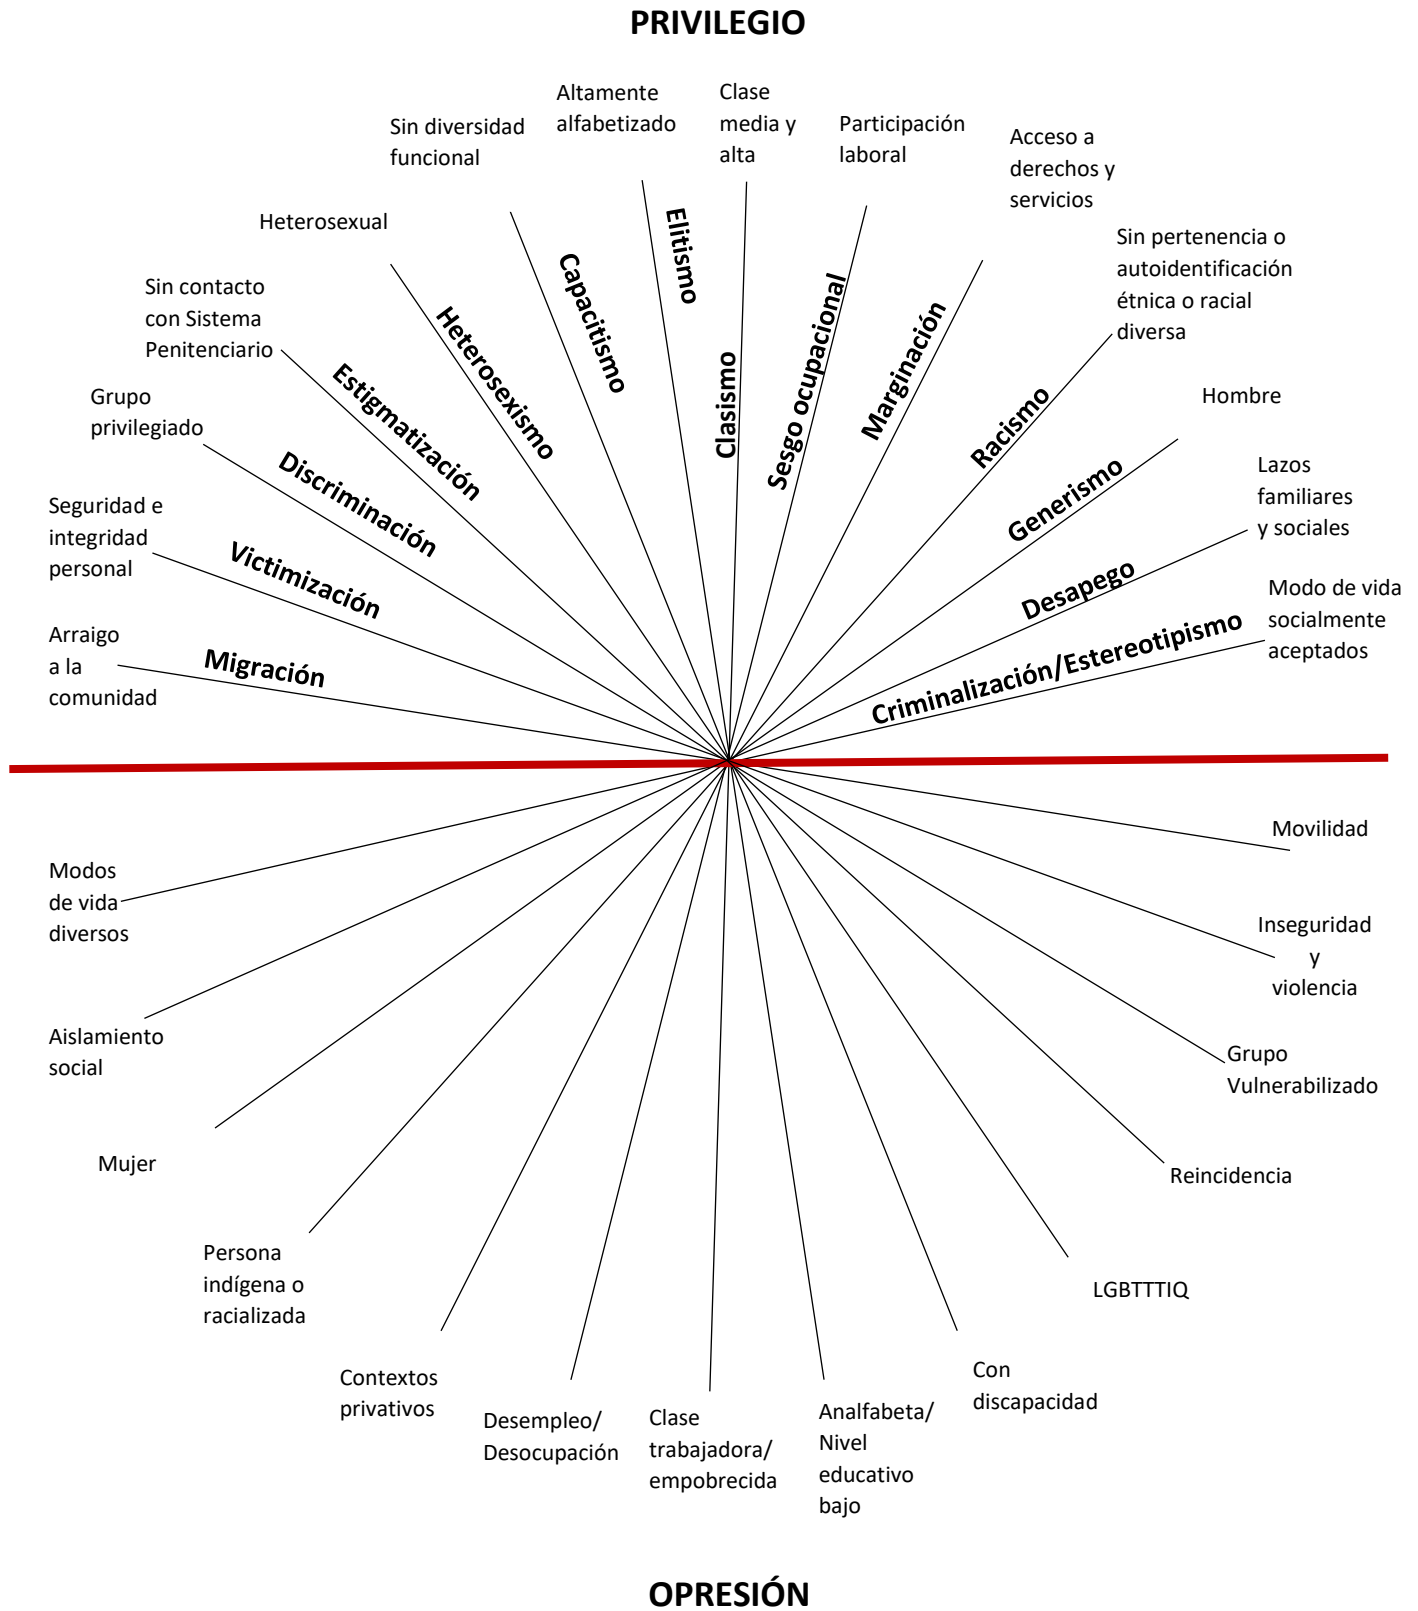 PRIVILEGIO
Altamente
alfabetizado
Clase
media y
alta
Sin diversidad
funcional
Participación
laboral
Acceso a
derechos y
servicios
Heterosexual
Sin pertenencia o
autoidentificación
étnica o racial
diversa
Sin contacto
con Sistema
Penitenciario
Grupo
privilegiado
Hombre
Lazos
familiares
y sociales
Seguridad e
integridad
personal
Modo de vida
socialmente
aceptados
Arraigo
a la
comunidad
Migración
Victimización
Discriminación
Estigmatización
Heterosexismo
Capacitismo
Elitismo
Clasismo
Sesgo ocupacional
Marginación
Racismo
Generismo
Desapego
Criminalización/Estereotipismo
Movilidad
Modos
de vida
diversos
Inseguridad
y
violencia
Aislamiento
social
Grupo
Vulnerabilizado
Mujer
Reincidencia
Persona
indígena o
racializada
LGBTTTIQ
Contextos
privativos
Con
discapacidad
Desempleo/
Desocupación
Clase
trabajadora/
empobrecida
Analfabeta/
Nivel
educativo
bajo
OPRESIÓN